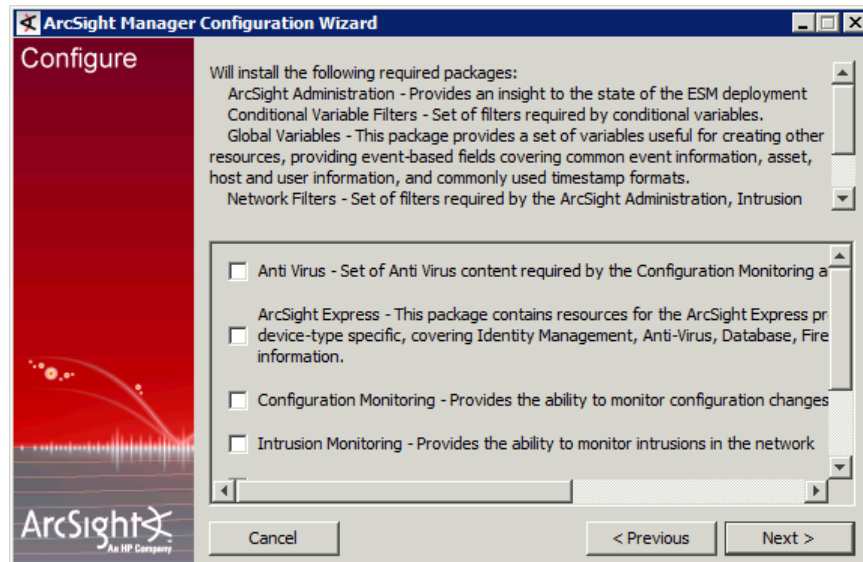 ArcSight Manager Configuration Wizard
Configure
Will install the following required packages:
ArcSight Administration - Provides an insight to the state of the ESM deployment
Conditional Variable Filters - Set of filters required by conditional variables.
Global Variables - This package provides a set of variables useful for creating other
resources, providing event-based fields covering common event information, asset,
host and user information, and commonly used timestamp formats.
Network Filters - Set of filters required by the ArcSight Administration, Intrusion
Anti Virus - Set of Anti Virus content required by the Configuration Monitoring a
ArcSight Express - This package contains resources for the ArcSight Express pr
device-type specific, covering Identity Management, Anti-Virus, Database, Fire
information.
Configuration Monitoring - Provides the ability to monitor configuration changes
Intrusion Monitoring - Provides the ability to monitor intrusions in the network
ArcSight
An HP Company
Cancel
< Previous
Next >